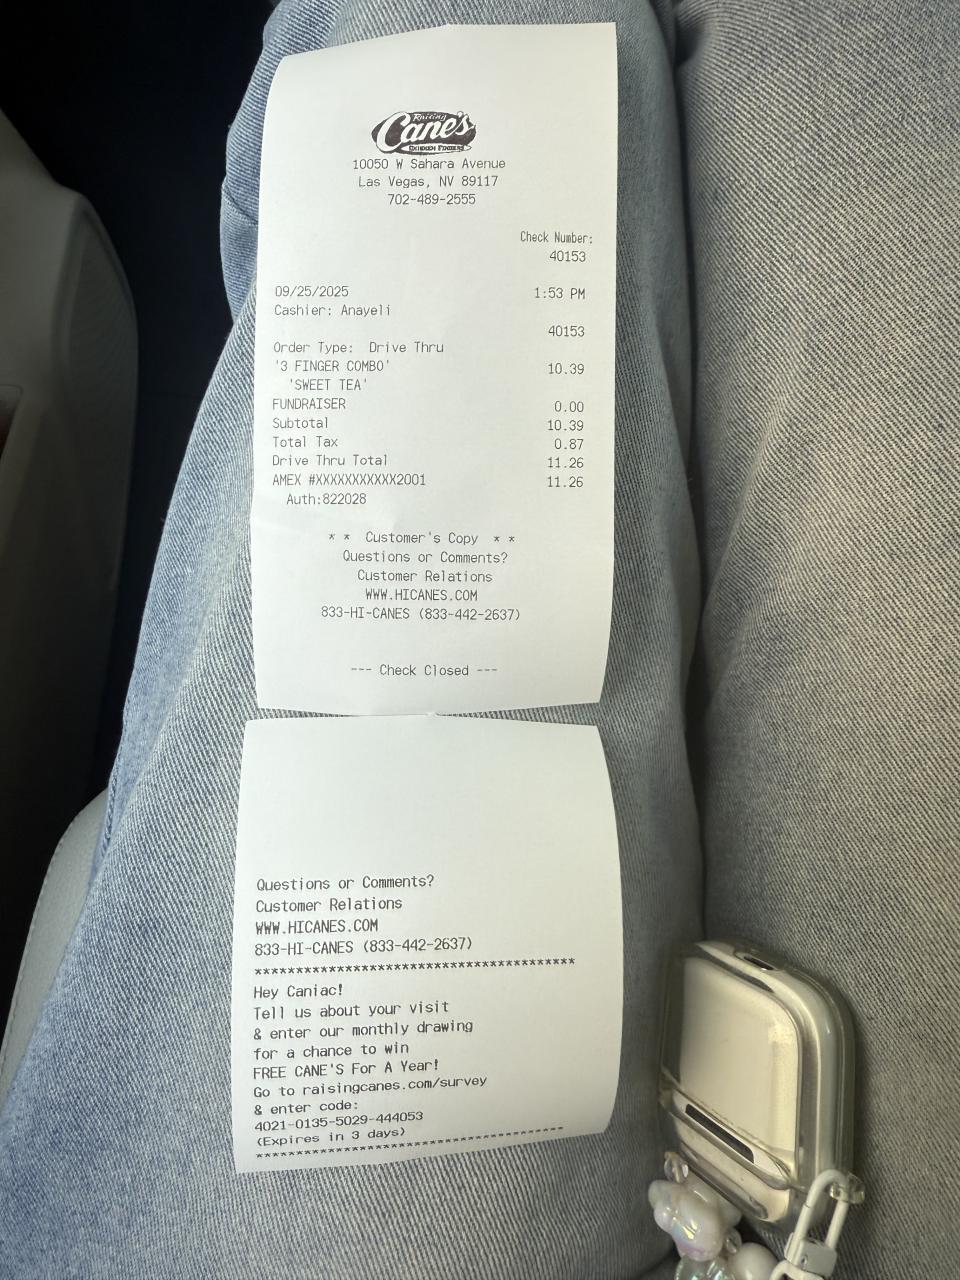 Raising
Cane's
CHICKEN FINGERS
10050 W Sahara Avenue
Las Vegas, NV 89117
702-489-2555
Check Number:
40153
09/25/2025 1:53 PM
Cashier: Anayeli
40153
Order Type: Drive Thru
'3 FINGER COMBO' 10.39
'SWEET TEA'
FUNDRAISER 0.00
Subtotal 10.39
Total Tax 0.87
Drive Thru Total 11.26
AMEX #XXXXXXXXXXX2001 11.26
Auth:822028
* * Customer's Copy * *
Questions or Comments?
Customer Relations
WWW.HICANES.COM
833-HI-CANES (833-442-2637)
--- Check Closed ---
Questions or Comments?
Customer Relations
WWW.HICANES.COM
833-HI-CANES (833-442-2637)
***************************************
Hey Caniac!
Tell us about your visit
& enter our monthly drawing
for a chance to win
FREE CANE'S For A Year!
Go to raisingcanes.com/survey
& enter code:
4021-0135-5029-444053
(Expires in 3 days)
***************************************